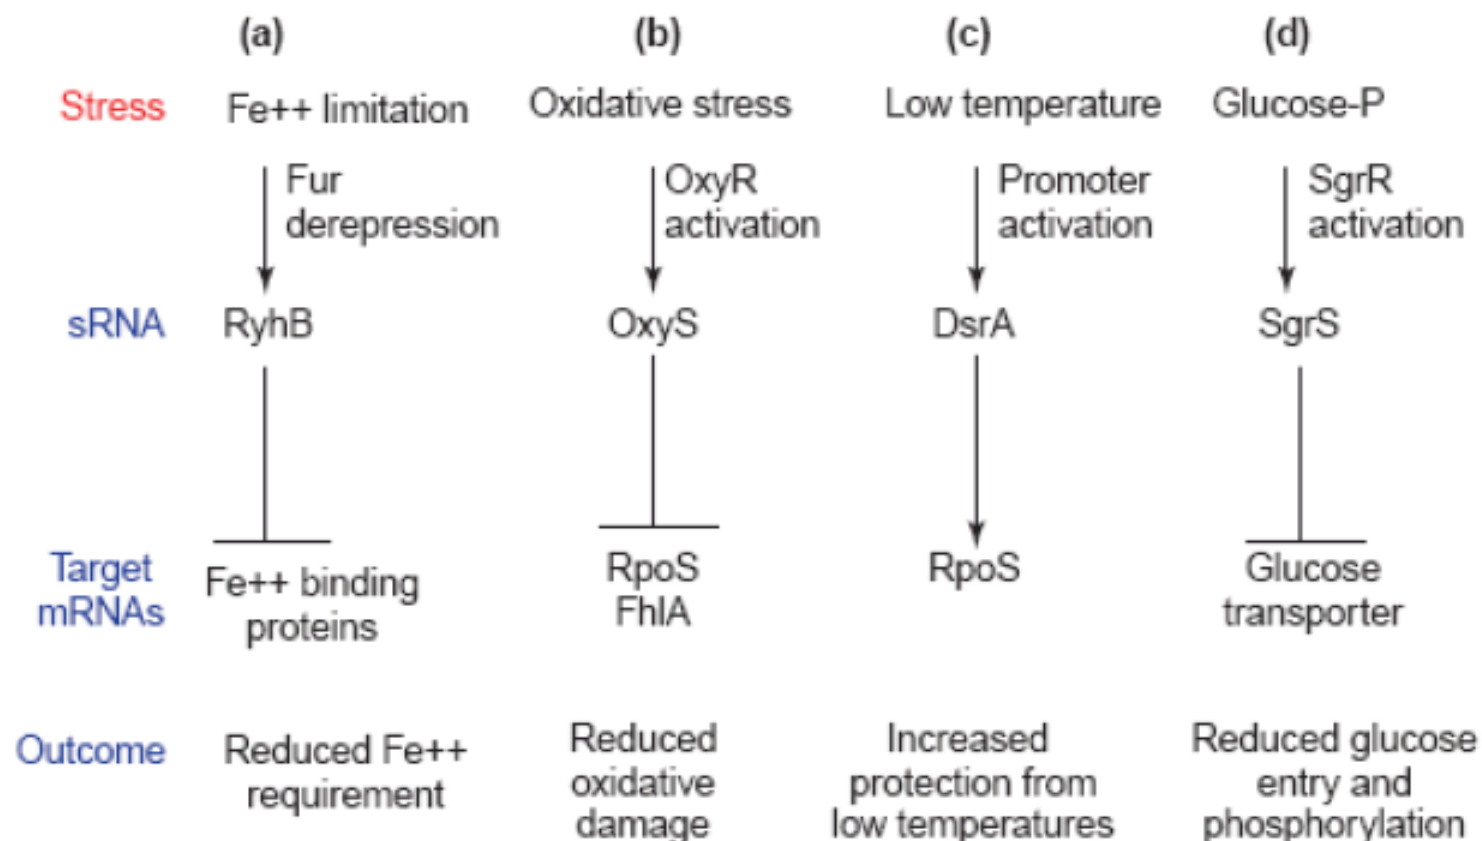 (a) (b) (c) (d)
Stress Fe++ limitation Oxidative stress Low temperature Glucose-P
Fur OxyR Promoter SgrR
derepression activation activation activation
sRNA RyhB OxyS DsrA SgrS
Target Fe++ binding RpoS RpoS Glucose
mRNAs proteins FhlA transporter
Outcome Reduced Fe++ Reduced Increased Reduced glucose
requirement oxidative protection from entry and
damage low temperatures phosphorylation